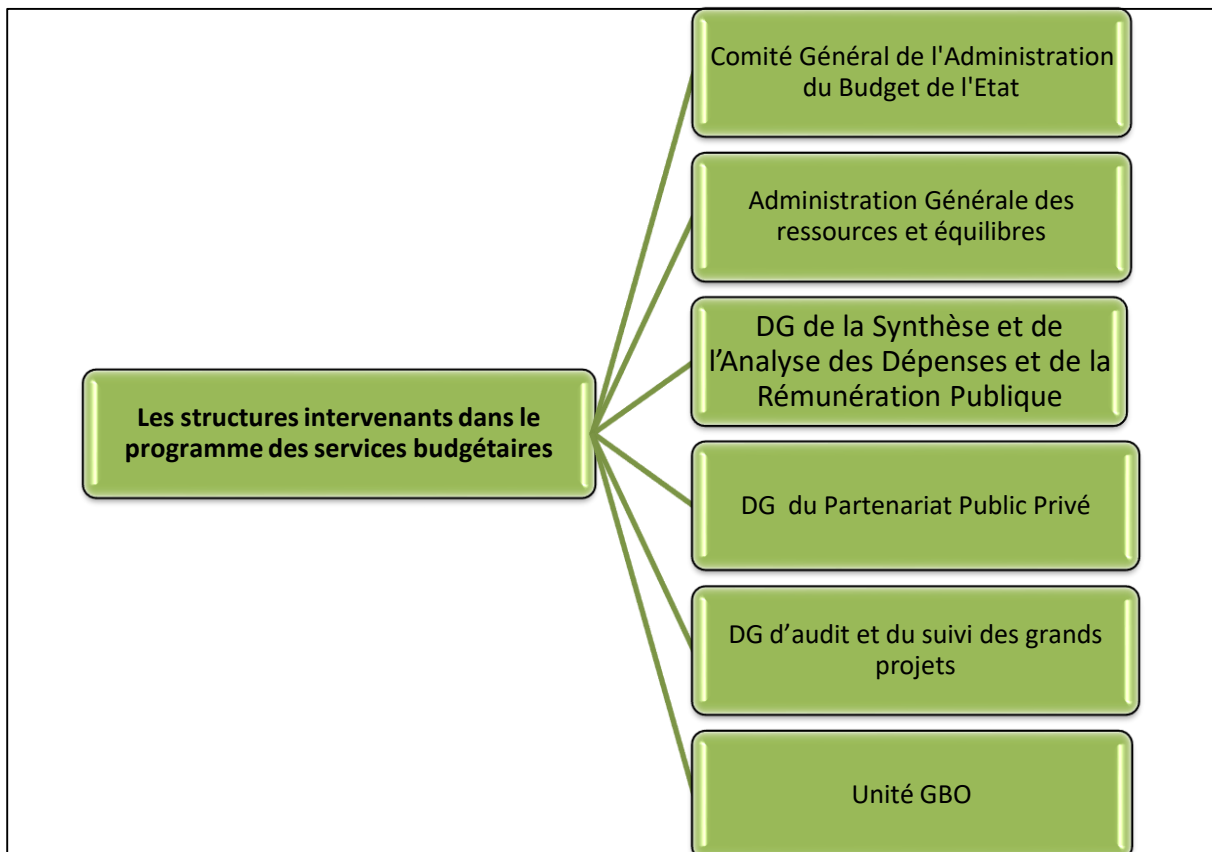 Comité Général de l'Administration
du Budget de l'Etat
Administration Générale des
ressources et équilibres
DG de la Synthèse et de
l’Analyse des Dépenses et de la
Rémunération Publique
Les structures intervenants dans le
programme des services budgétaires
DG du Partenariat Public Privé
DG d’audit et du suivi des grands
projets
Unité GBO